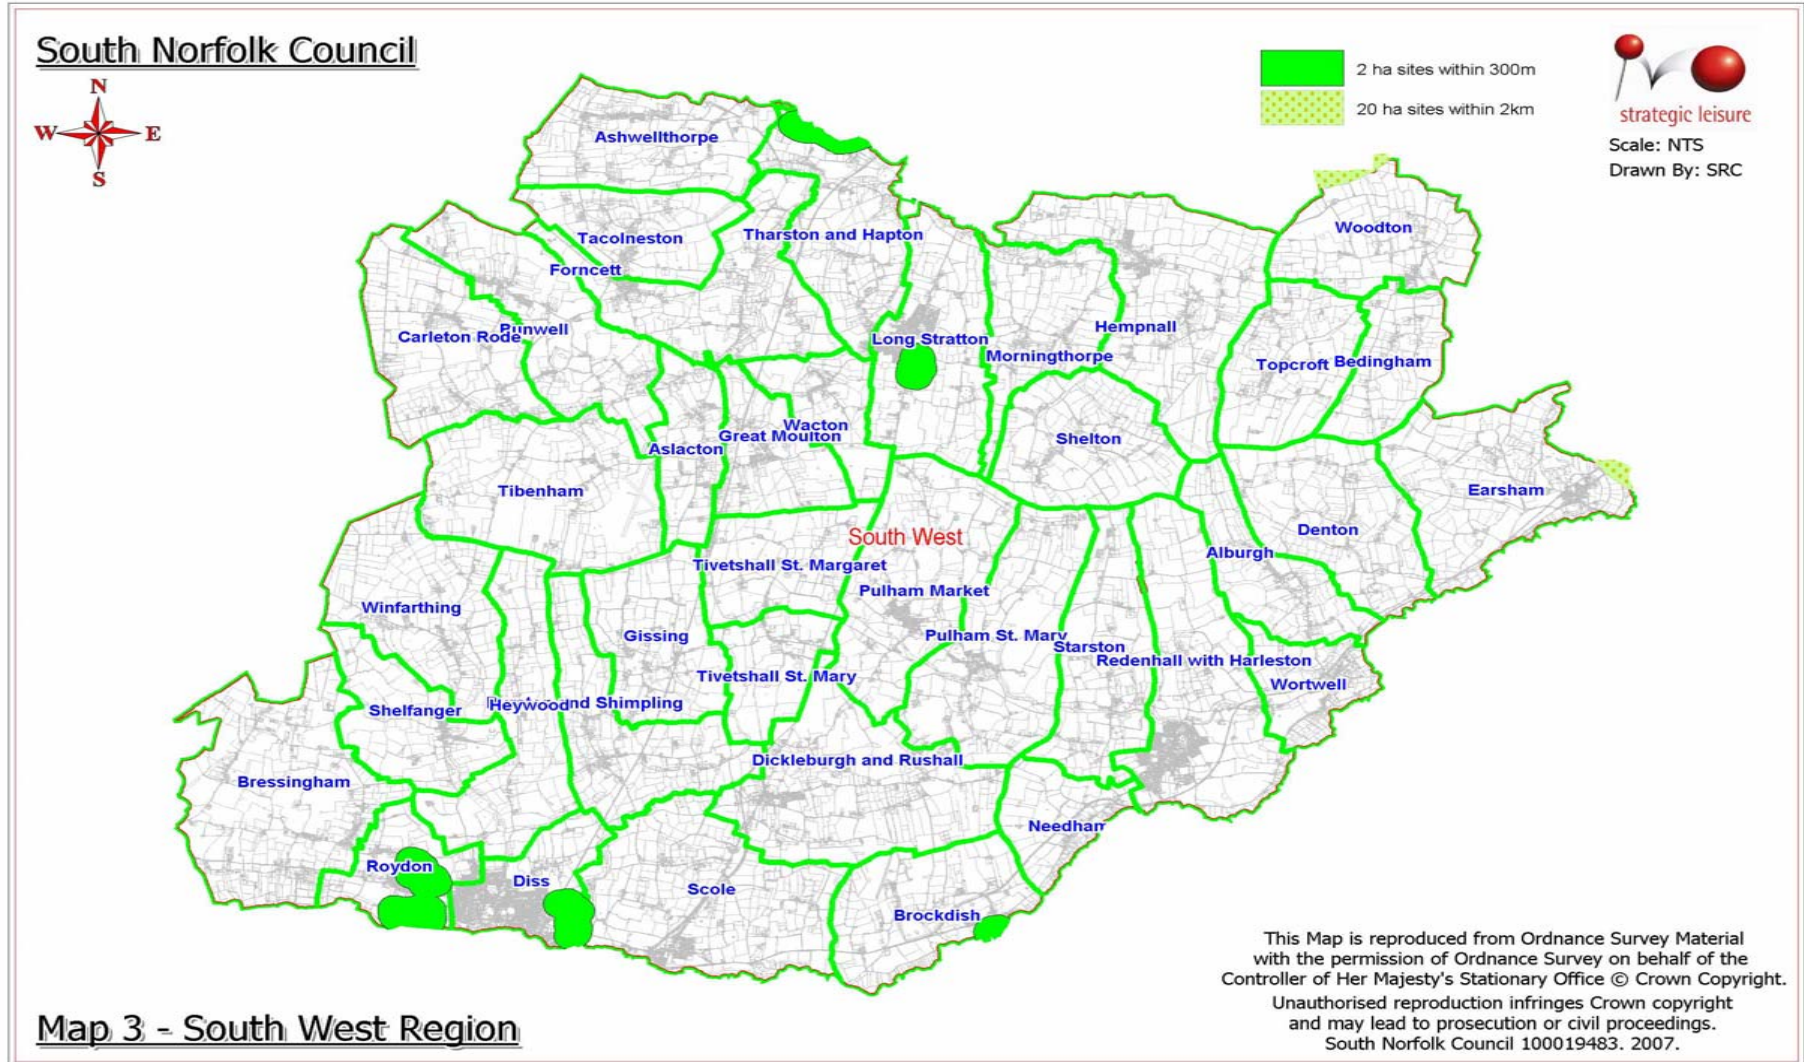 South Norfolk Council
N
W E
S
2 ha sites within 300m
20 ha sites within 2km
strategic leisure
Scale: NTS
Drawn By: SRC
Ashwellthorpe
Woodton
Tacolneston
Tharston and Hapton
Forncett
Bunwell
Carleton Rode
Long Stratton
Hempnall
Morningthorpe
Topcroft
Bedingham
Wacton
Great Moulton
Shelton
Aslacton
Tibenham
Earsham
Denton
South West
Alburgh
Tivetshall St. Margaret
Pulham Market
Winfarthing
Gissing
Pulham St. Mary
Starston
Redenhall with Harleston
Tivetshall St. Mary
Wortwell
Shelfanger
Heywood
nd Shimpling
Dickleburgh and Rushall
Bressingham
Needham
Roydon
Diss
Scole
Brockdish
This Map is reproduced from Ordnance Survey Material
with the permission of Ordnance Survey on behalf of the
Controller of Her Majesty's Stationary Office © Crown Copyright.
Unauthorised reproduction infringes Crown copyright
and may lead to prosecution or civil proceedings.
South Norfolk Council 100019483. 2007.
Map 3 - South West Region